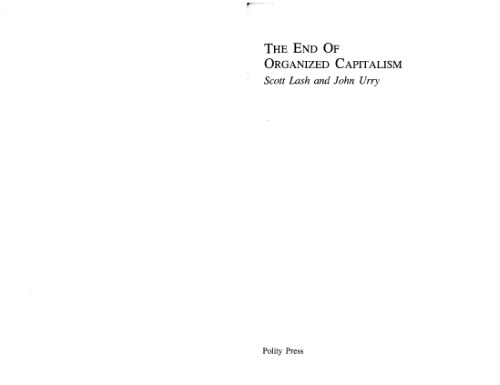 THE END OF
ORGANIZED CAPITALISM
Scott Lash and John Urry
Polity Press